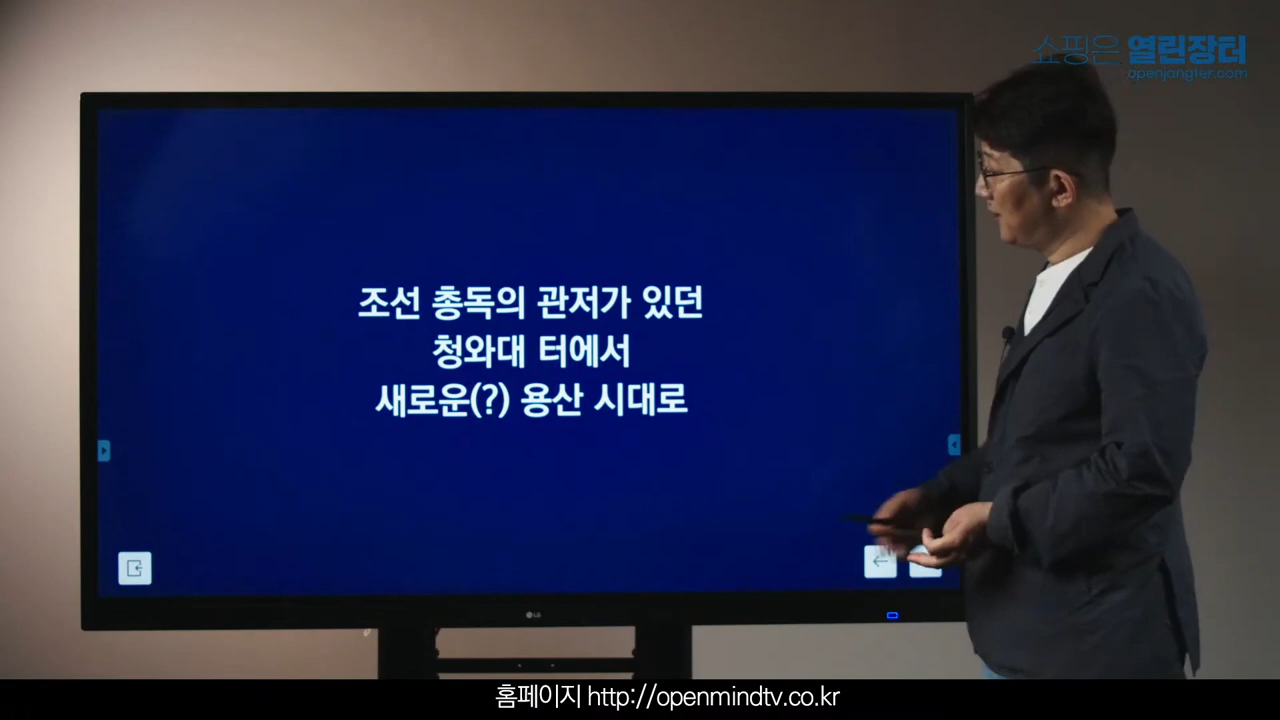 쇼핑은 열린장터
openjangter.com
조선 총독의 관저가 있던
청와대 터에서
새로운(?) 용산 시대로
LG
홈페이지 http://openmindtv.co.kr